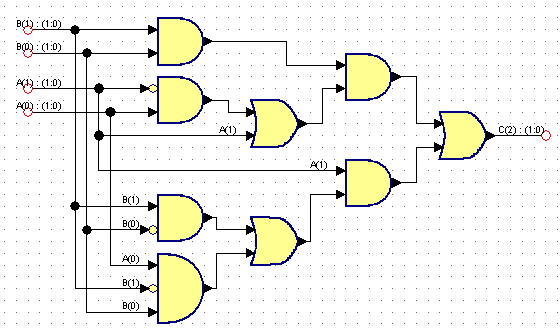 B(1) : (1:0)
B(0) : (1:0)
A(1) : (1:0)
A(0) : (1:0)
A(1)
C(2) : (1:0)
A(1)
B(1)
B(0)
A(0)
B(1)
B(0)